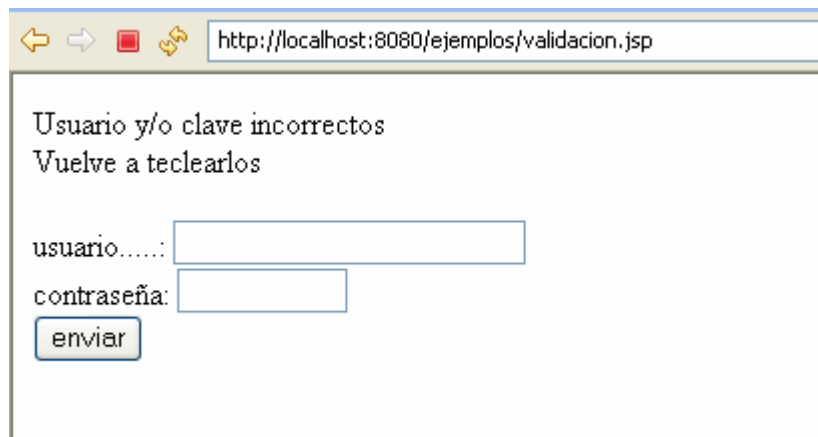 http://localhost:8080/ejemplos/validacion.jsp
Usuario y/o clave incorrectos
Vuelve a teclearlos
usuario.....:
contraseña:
enviar